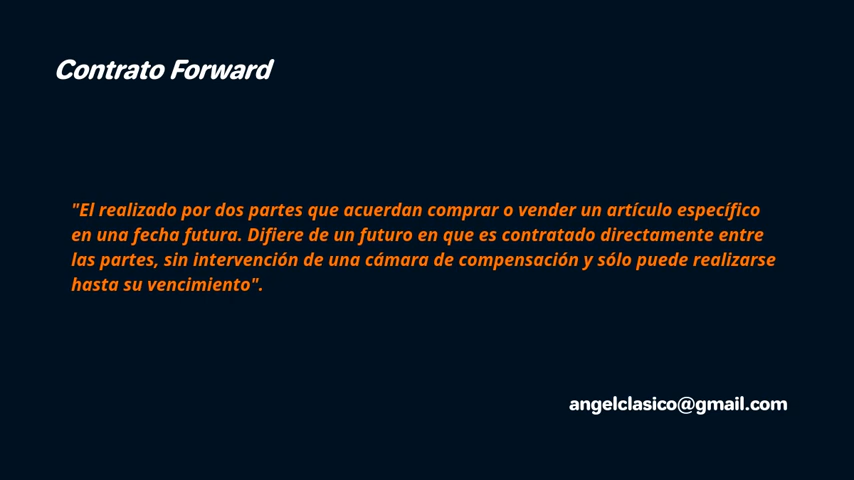 Contrato Forward
"El realizado por dos partes que acuerdan comprar o vender un artículo específico
en una fecha futura. Difiere de un futuro en que es contratado directamente entre
las partes, sin intervención de una cámara de compensación y sólo puede realizarse
hasta su vencimiento".
angelclasico@gmail.com